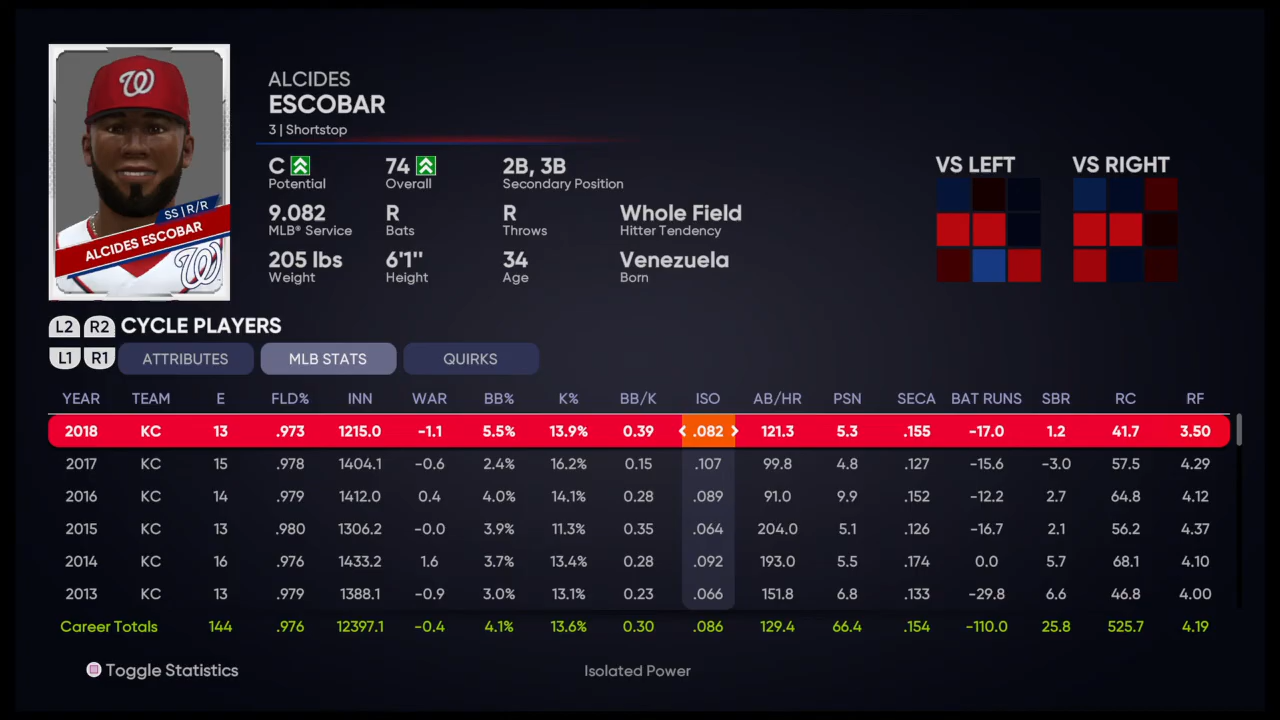 ALCIDES
ESCOBAR
3 | Shortstop
W
SS | R/R
ALCIDES ESCOBAR
W
C 74 2B, 3B
Potential Overall Secondary Position
9.082 R R Whole Field
MLB® Service Bats Throws Hitter Tendency
205 lbs 6'1" 34 Venezuela
Weight Height Age Born
VS LEFT VS RIGHT
L2 R2 CYCLE PLAYERS
L1 R1 ATTRIBUTES MLB STATS QUIRKS
YEAR TEAM E FLD% INN WAR BB% K% BB/K ISO AB/HR PSN SECA BAT RUNS SBR RC RF
2018 KC 13 .973 1215.0 -1.1 5.5% 13.9% 0.39 .082 121.3 5.3 .155 -17.0 1.2 41.7 3.50
2017 KC 15 .978 1404.1 -0.6 2.4% 16.2% 0.15 .107 99.8 4.8 .127 -15.6 -3.0 57.5 4.29
2016 KC 14 .979 1412.0 0.4 4.0% 14.1% 0.28 .089 91.0 9.9 .152 -12.2 2.7 64.8 4.12
2015 KC 13 .980 1306.2 -0.0 3.9% 11.3% 0.35 .064 204.0 5.1 .126 -16.7 2.1 56.2 4.37
2014 KC 16 .976 1433.2 1.6 3.7% 13.4% 0.28 .092 193.0 5.5 .174 0.0 5.7 68.1 4.10
2013 KC 13 .979 1388.1 -0.9 3.0% 13.1% 0.23 .066 151.8 6.8 .133 -29.8 6.6 46.8 4.00
Career Totals 144 .976 12397.1 -0.4 4.1% 13.6% 0.30 .086 129.4 66.4 .154 -110.0 25.8 525.7 4.19
Toggle Statistics Isolated Power